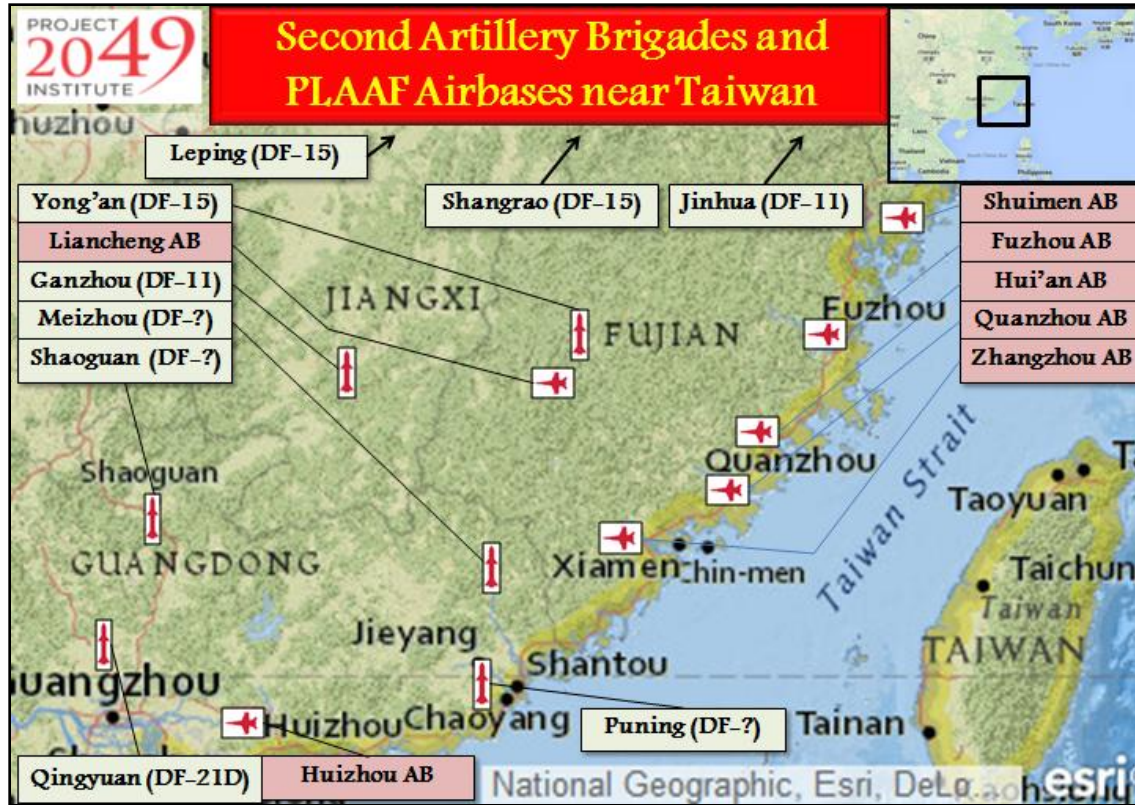 PROJECT
2049
INSTITUTE
Second Artillery Brigades and
PLAAF Airbases near Taiwan
huzhou
Leping (DF-15)
Shangrao (DF-15)
Jinhua (DF-11)
Yong'an (DF-15)
Liancheng AB
Ganzhou (DF-11)
Meizhou (DF-?)
Shaoguan (DF-?)
Shuimen AB
Fuzhou AB
Hui'an AB
Quanzhou AB
Zhangzhou AB
JIANGXI
FUJIAN
Fuzhou
Shaoguan
Quanzhou
Taiwan Strait
Taoyuan
GUANGDONG
Xiamen
Chin-men
Taichun
Taiwan
TAIWAN
Jieyang
Shantou
Guangzhou
Huizhou
Chaoyang
Puning (DF-?)
Tainan
Qingyuan (DF-21D)
Huizhou AB
National Geographic, Esri, DeLo...
esri